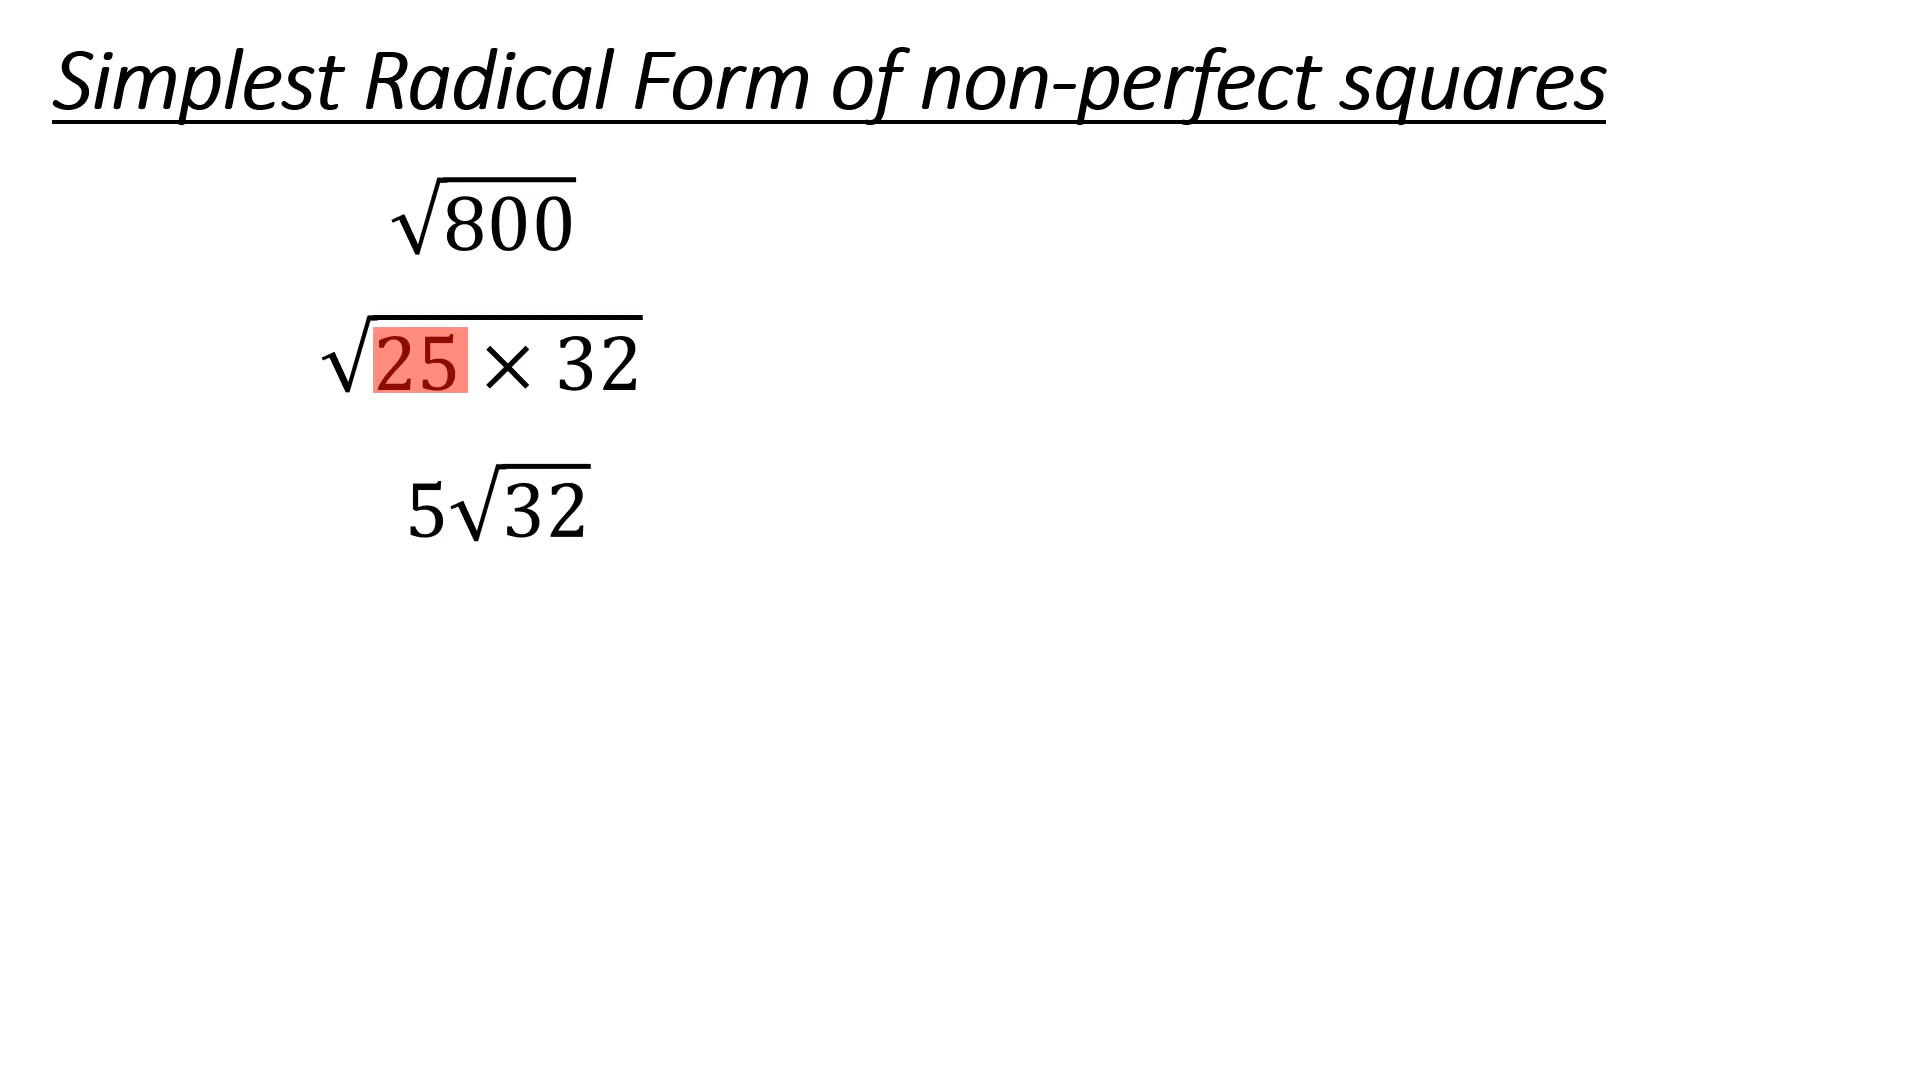 Simplest Radical Form of non-perfect squares
√800
√25 × 32
5√32